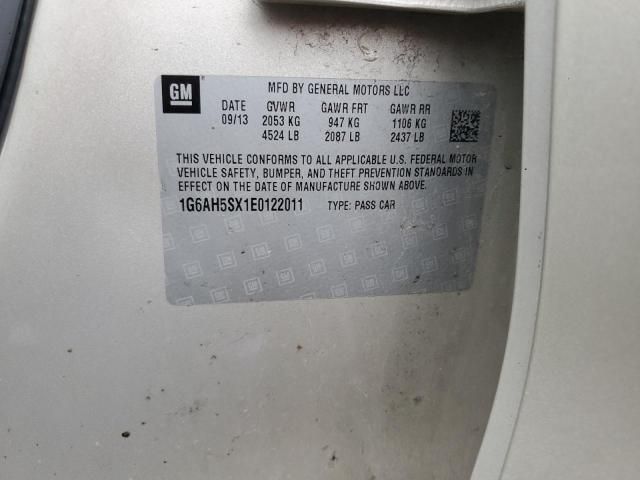 GM
MFD BY GENERAL MOTORS LLC
DATE GVWR GAWR FRT GAWR RR
09/13 2053 KG 947 KG 1106 KG
4524 LB 2087 LB 2437 LB
THIS VEHICLE CONFORMS TO ALL APPLICABLE U.S. FEDERAL MOTOR
VEHICLE SAFETY, BUMPER, AND THEFT PREVENTION STANDARDS IN
EFFECT ON THE DATE OF MANUFACTURE SHOWN ABOVE.
1G6AH5SX1E0122011 TYPE: PASS CAR